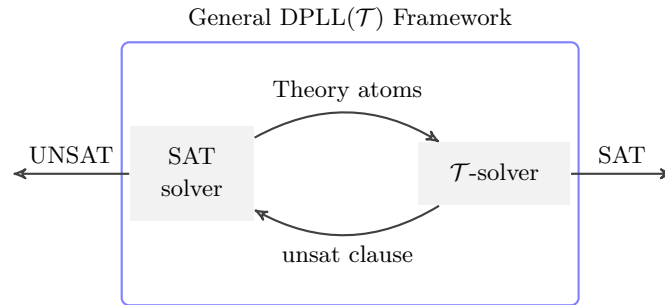 General DPLL(𝒯) Framework
Theory atoms
UNSAT
SAT
solver
𝒯-solver
SAT
unsat clause